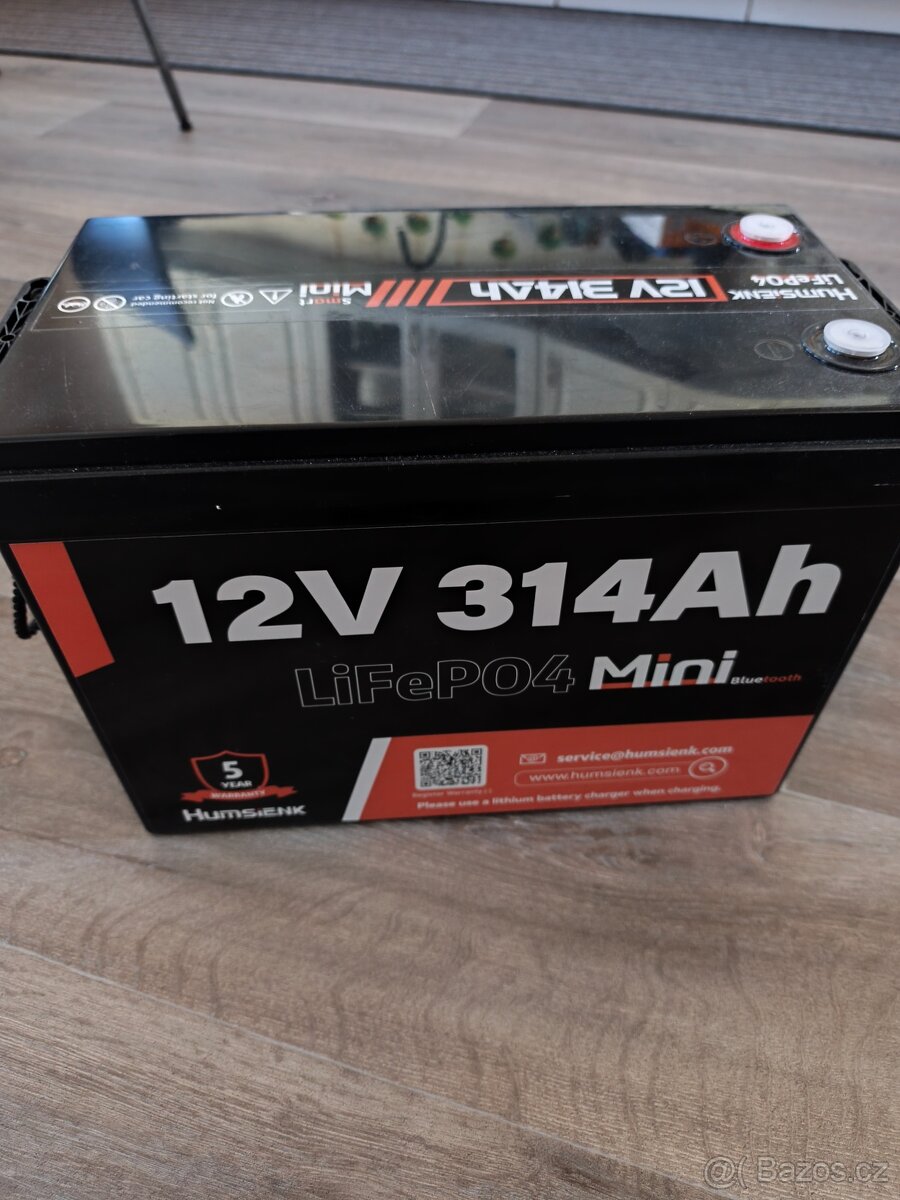 HUMSiENK
LiFePO4
12V 314Ah
Smart
Mini
Not recommended
for starting car
12V 314Ah
LiFePO4 Mini
Bluetooth
5
YEAR
WARRANTY
HUMSiENK
service@humsienk.com
www.humsienk.com
Please use a lithium battery charger when charging.
@( Bazos.cz